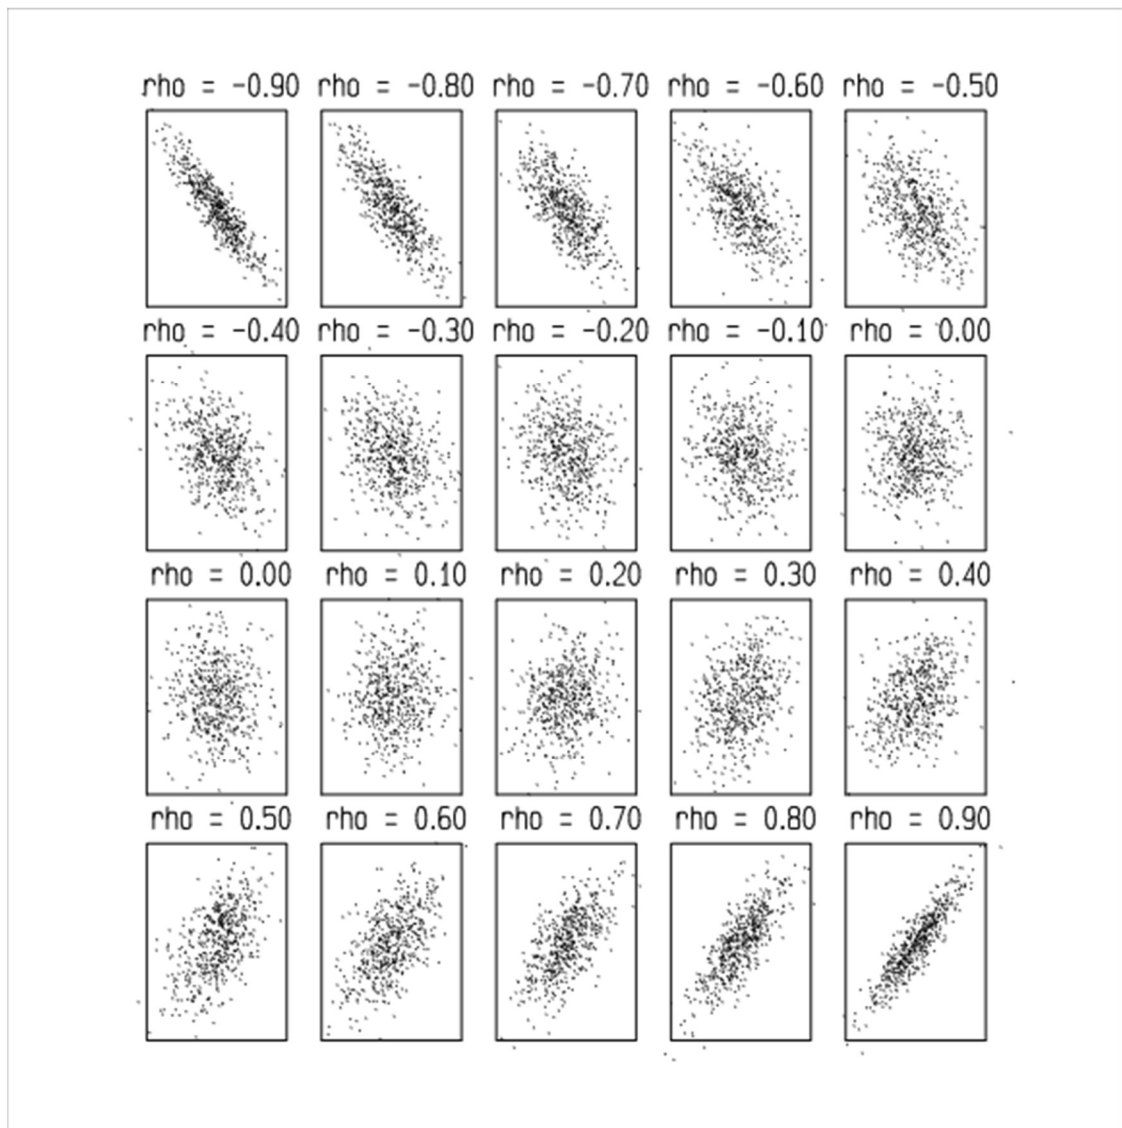 rho = -0.90 rho = -0.80 rho = -0.70 rho = -0.60 rho = -0.50
rho = -0.40 rho = -0.30 rho = -0.20 rho = -0.10 rho = 0.00
rho = 0.00 rho = 0.10 rho = 0.20 rho = 0.30 rho = 0.40
rho = 0.50 rho = 0.60 rho = 0.70 rho = 0.80 rho = 0.90